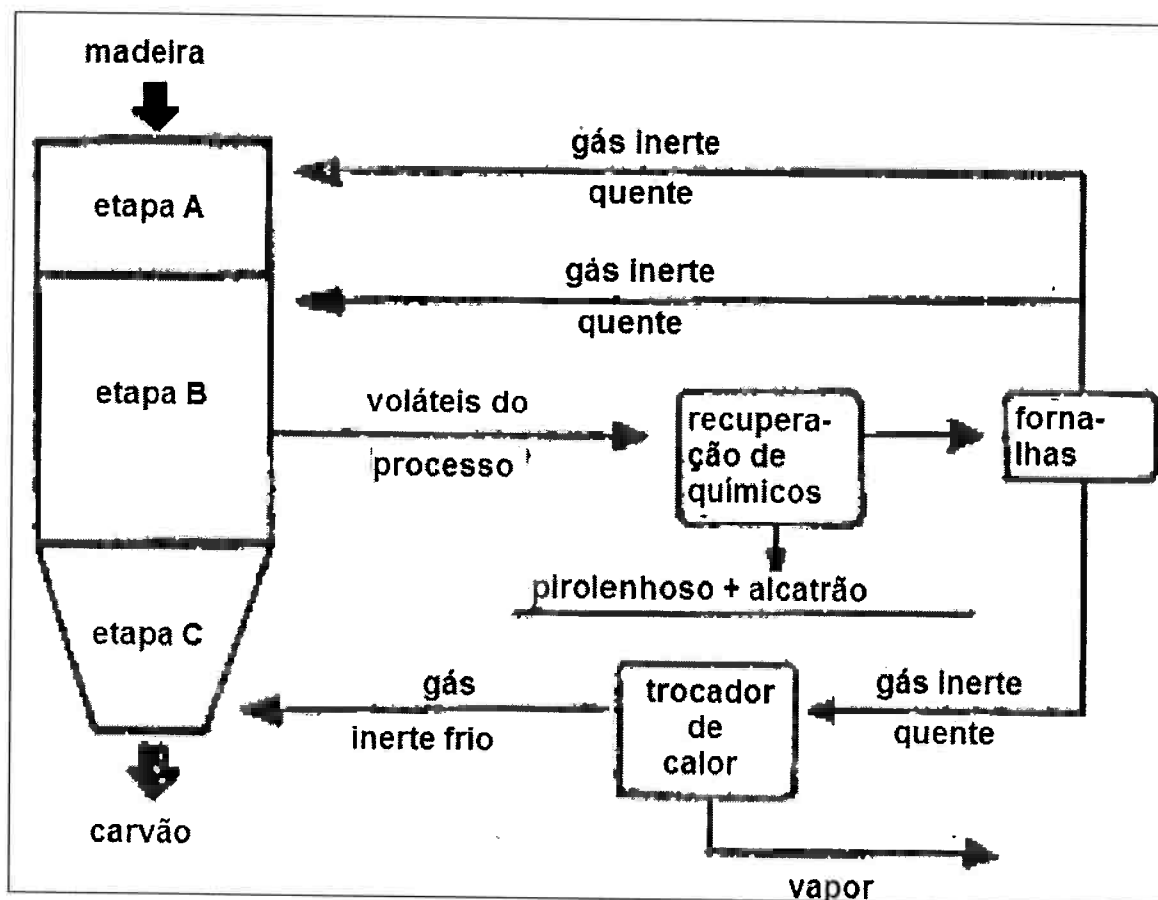 madeira
etapa A
gás inerte
quente
gás inerte
quente
etapa B
voláteis do
processo
recupera-
ção de
químicos
forna-
lhas
pirolenhoso + alcatrão
etapa C
gás
inerte frio
trocador
de
calor
gás inerte
quente
carvão
vapor